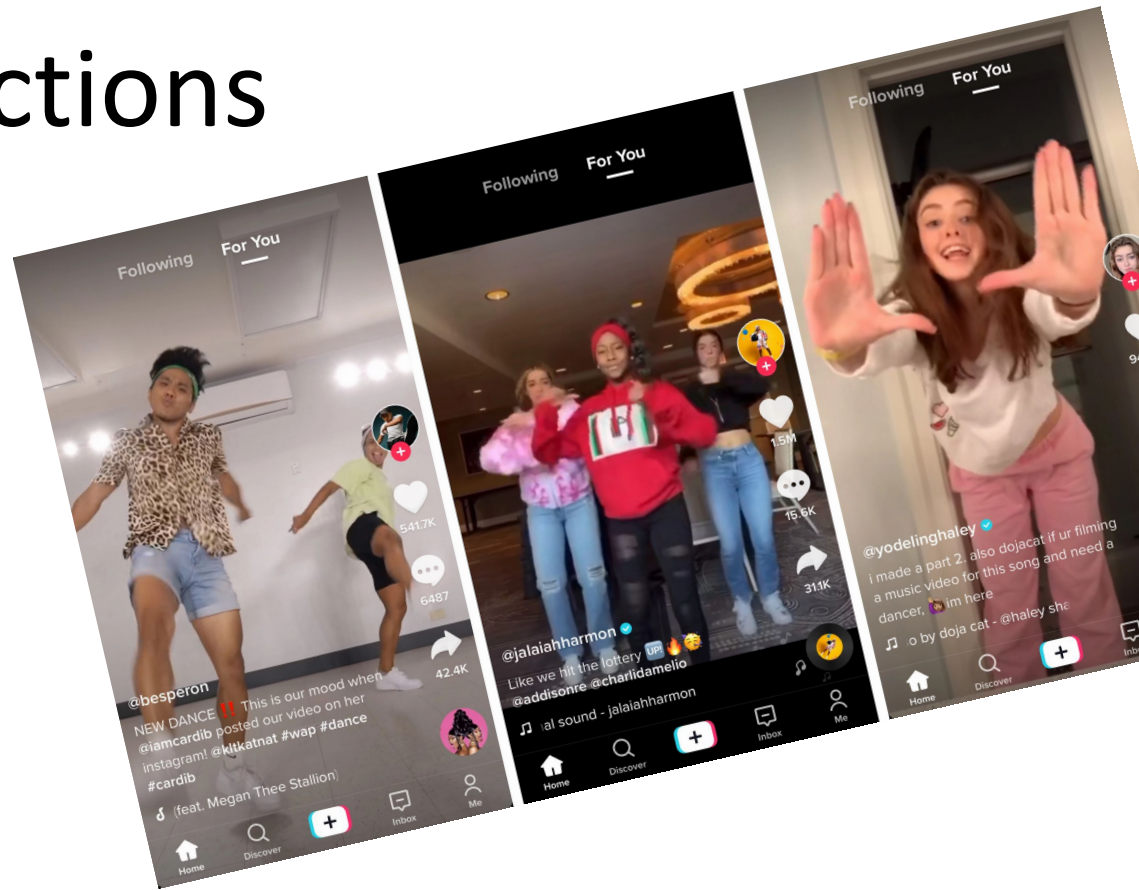 ctions
Following For You
541.7K
6487
42.4K
@besperon
NEW DANCE ‼️ This is our mood when
@iamcardib posted our video on her
instagram! @kltkatnat #wap #dance
#cardib
(feat. Megan Thee Stallion)
Home Discover Inbox Me
Following For You
1.5M
15.6K
31.1K
@jalaiahharmon
Like we hit the lottery 🆙🔥🥳
@addisonre @charlidamelio
al sound - jalaiahharmon
Home Discover Inbox Me
Following For You
94
@yodelinghaley
i made a part 2, also dojacat if ur filming
a music video for this song and need a
dancer, 🙋🏽‍♀️im here
o by doja cat - @haley sha
Home Discover Inb